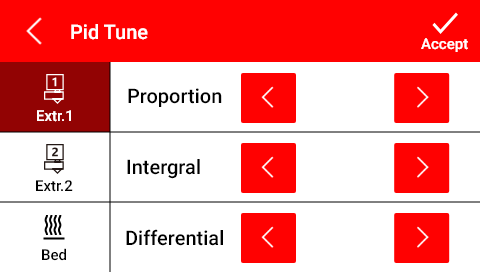 Pid Tune
Accept
1
Extr.1
Proportion
2
Extr.2
Intergral
Bed
Differential